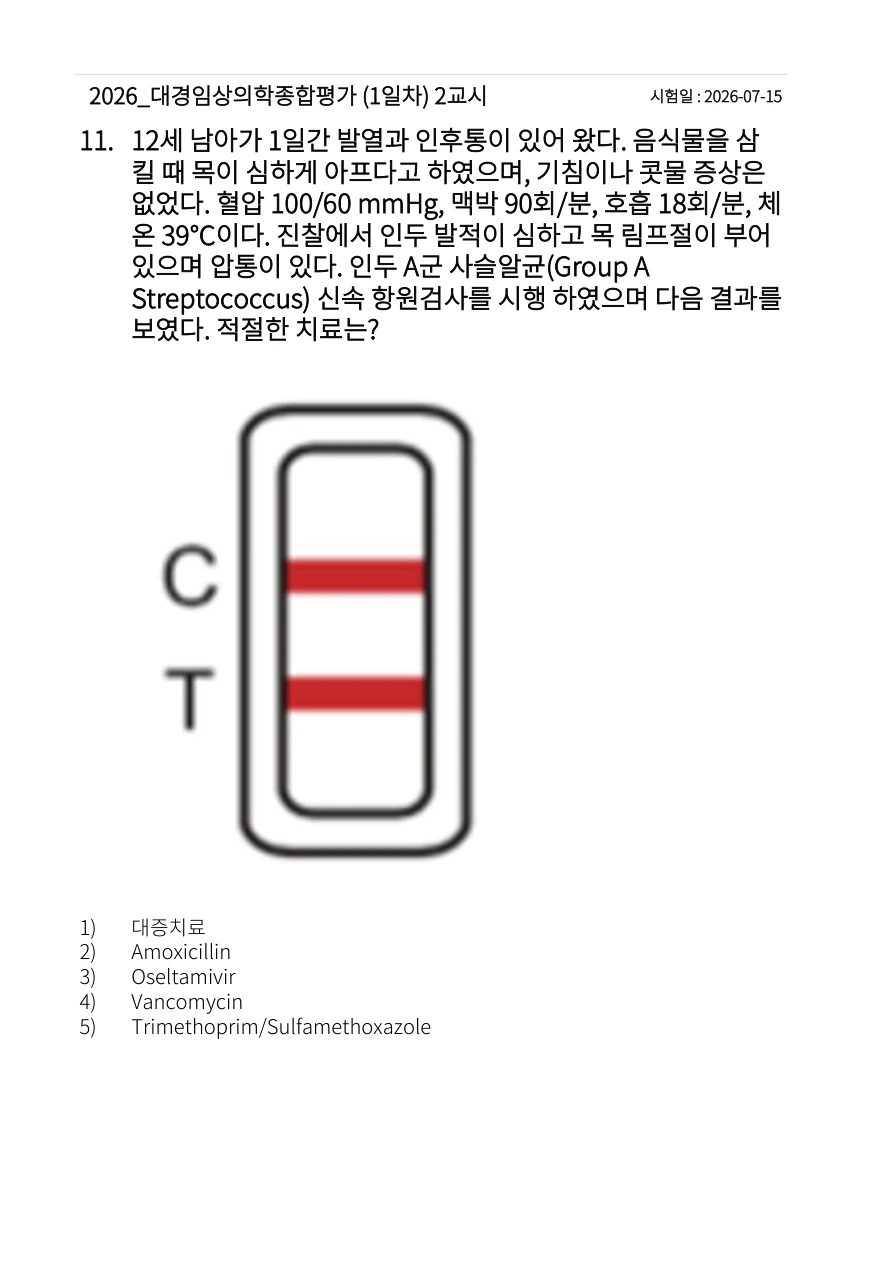 2026_대경임상의학종합평가 (1일차) 2교시
시험일 : 2026-07-15
11. 12세 남아가 1일간 발열과 인후통이 있어 왔다. 음식물을 삼
킬 때 목이 심하게 아프다고 하였으며, 기침이나 콧물 증상은
없었다. 혈압 100/60 mmHg, 맥박 90회/분, 호흡 18회/분, 체
온 39℃이다. 진찰에서 인두 발적이 심하고 목 림프절이 부어
있으며 압통이 있다. 인두 A군 사슬알균(Group A
Streptococcus) 신속 항원검사를 시행 하였으며 다음 결과를
보였다. 적절한 치료는?
C
T
1) 대증치료
2) Amoxicillin
3) Oseltamivir
4) Vancomycin
5) Trimethoprim/Sulfamethoxazole